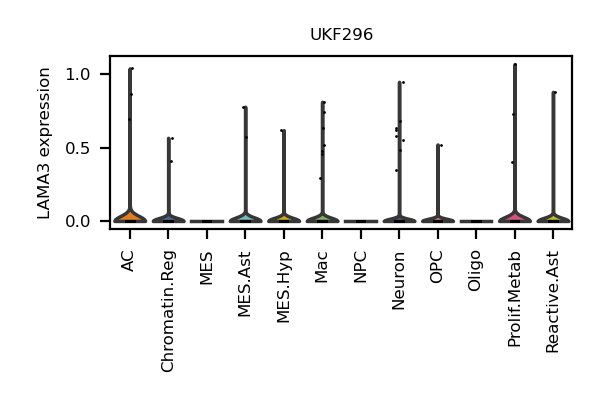 UKF296
LAMA3 expression
1.0
0.5
0.0
AC
Chromatin.Reg
MES
MES.Ast
MES.Hyp
Mac
NPC
Neuron
OPC
Oligo
Prolif.Metab
Reactive.Ast